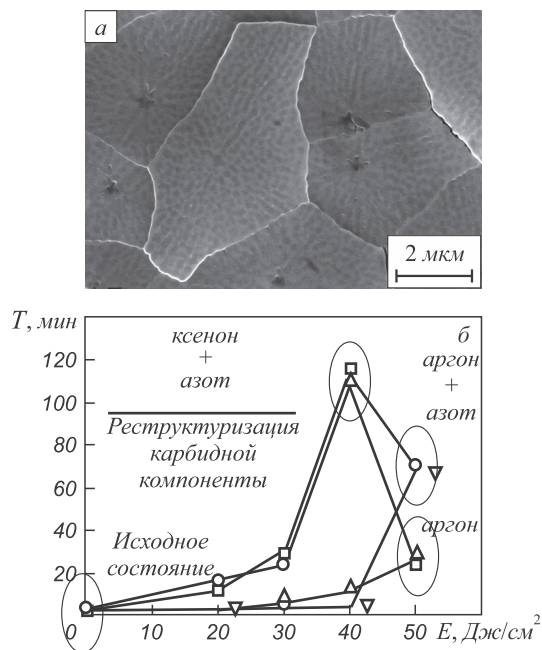 а
2 мкм
T, мин
ксенон
+
азот
б
аргон
+
азот
120
100
80
60
40
20
Реструктуризация
карбидной
компоненты
аргон
Исходное
состояние
0
10
20
30
40
50
E, Дж/см²